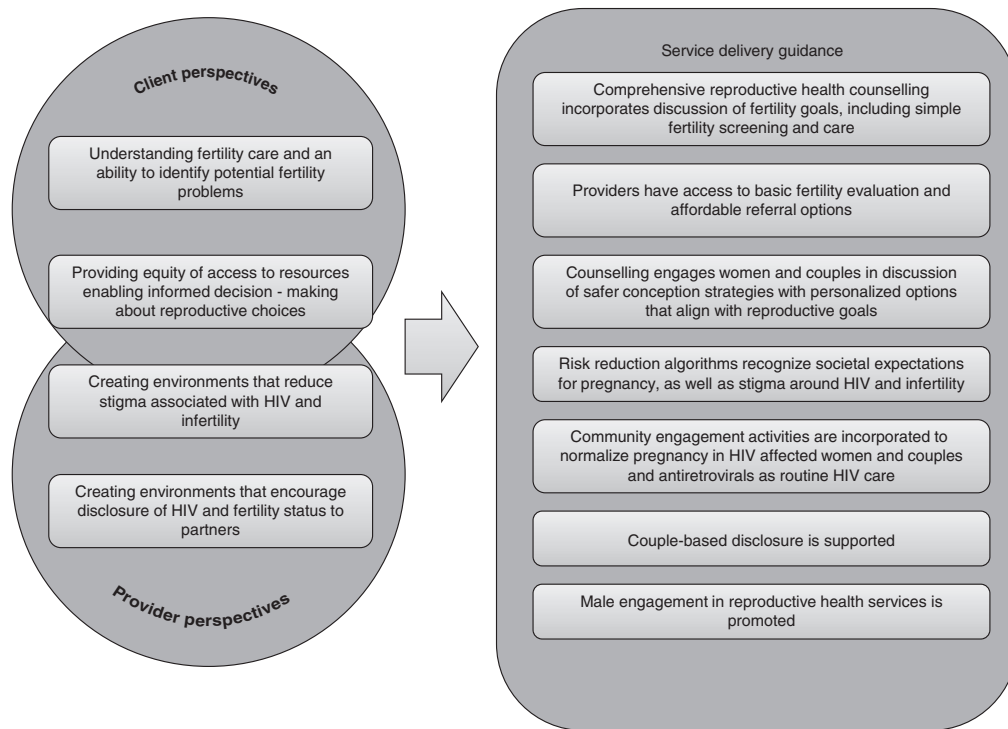 Client perspectives
Understanding fertility care and an
ability to identify potential fertility
problems
Providing equity of access to resources
enabling informed decision - making
about reproductive choices
Creating environments that reduce
stigma associated with HIV and
infertility
Creating environments that encourage
disclosure of HIV and fertility status to
partners
Provider perspectives
Service delivery guidance
Comprehensive reproductive health counselling
incorporates discussion of fertility goals, including simple
fertility screening and care
Providers have access to basic fertility evaluation and
affordable referral options
Counselling engages women and couples in discussion
of safer conception strategies with personalized options
that align with reproductive goals
Risk reduction algorithms recognize societal expectations
for pregnancy, as well as stigma around HIV and infertility
Community engagement activities are incorporated to
normalize pregnancy in HIV affected women and couples
and antiretrovirals as routine HIV care
Couple-based disclosure is supported
Male engagement in reproductive health services is
promoted